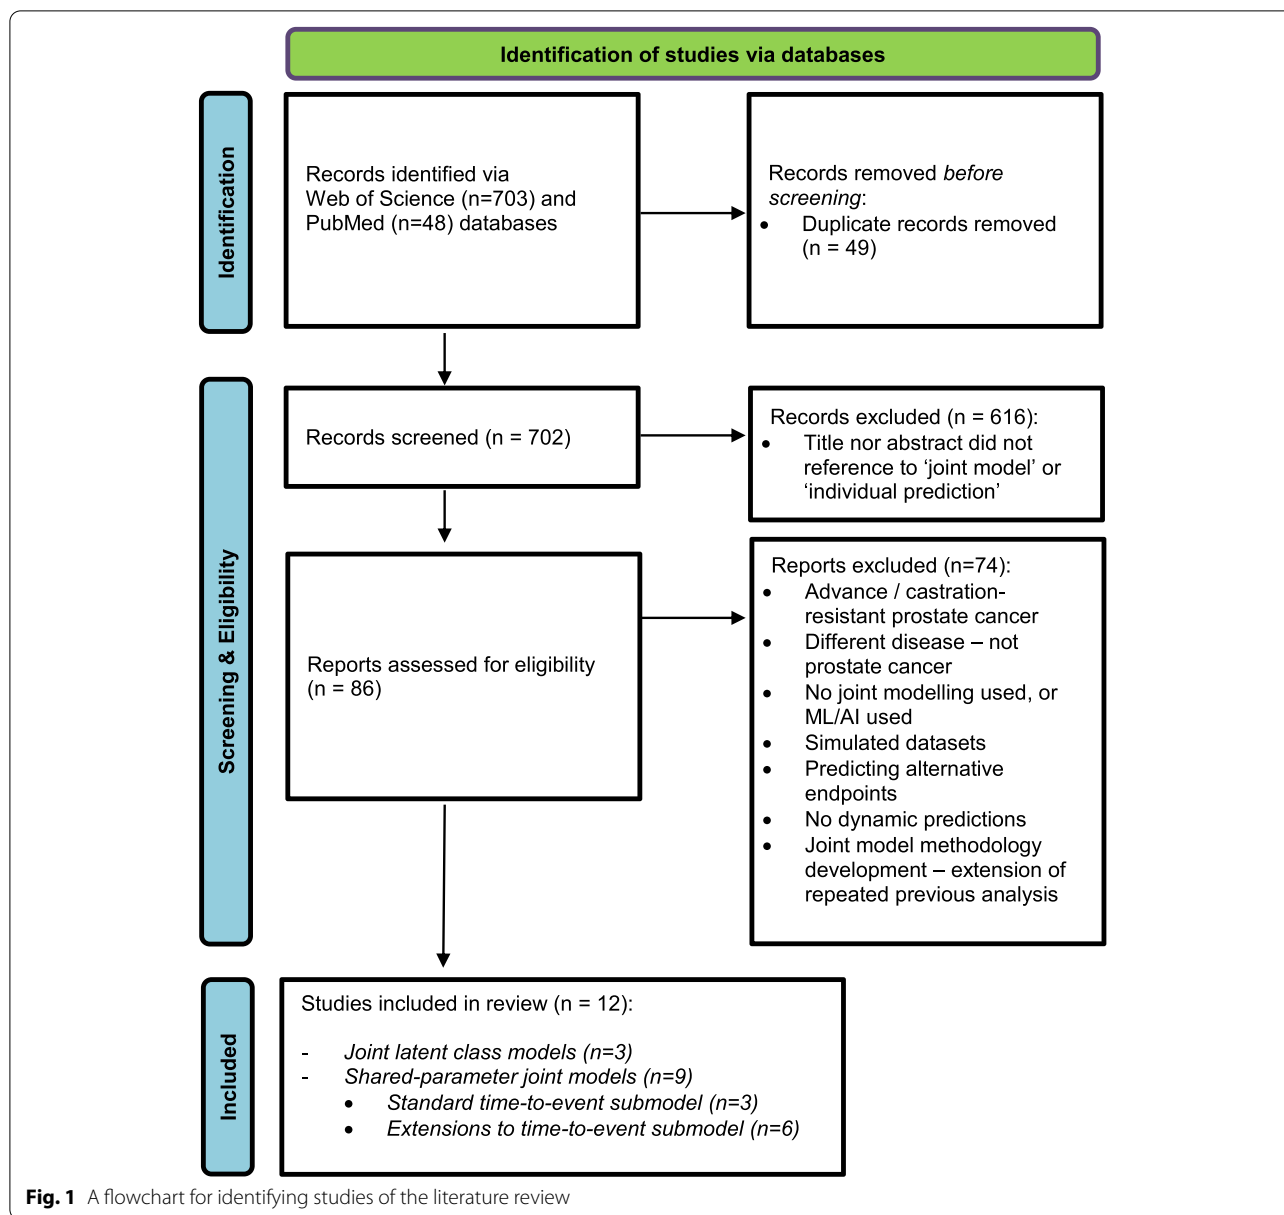 Identification of studies via databases
Identification
Records identified via
Web of Science (n=703) and
PubMed (n=48) databases
Records removed before
screening:
• Duplicate records removed
(n = 49)
Screening & Eligibility
Records screened (n = 702)
Records excluded (n = 616):
• Title nor abstract did not
reference to ‘joint model’ or
‘individual prediction’
Reports assessed for eligibility
(n = 86)
Reports excluded (n=74):
• Advance / castration-
resistant prostate cancer
• Different disease – not
prostate cancer
• No joint modelling used, or
ML/AI used
• Simulated datasets
• Predicting alternative
endpoints
• No dynamic predictions
• Joint model methodology
development – extension of
repeated previous analysis
Included
Studies included in review (n = 12):
- Joint latent class models (n=3)
- Shared-parameter joint models (n=9)
• Standard time-to-event submodel (n=3)
• Extensions to time-to-event submodel (n=6)
Fig. 1 A flowchart for identifying studies of the literature review